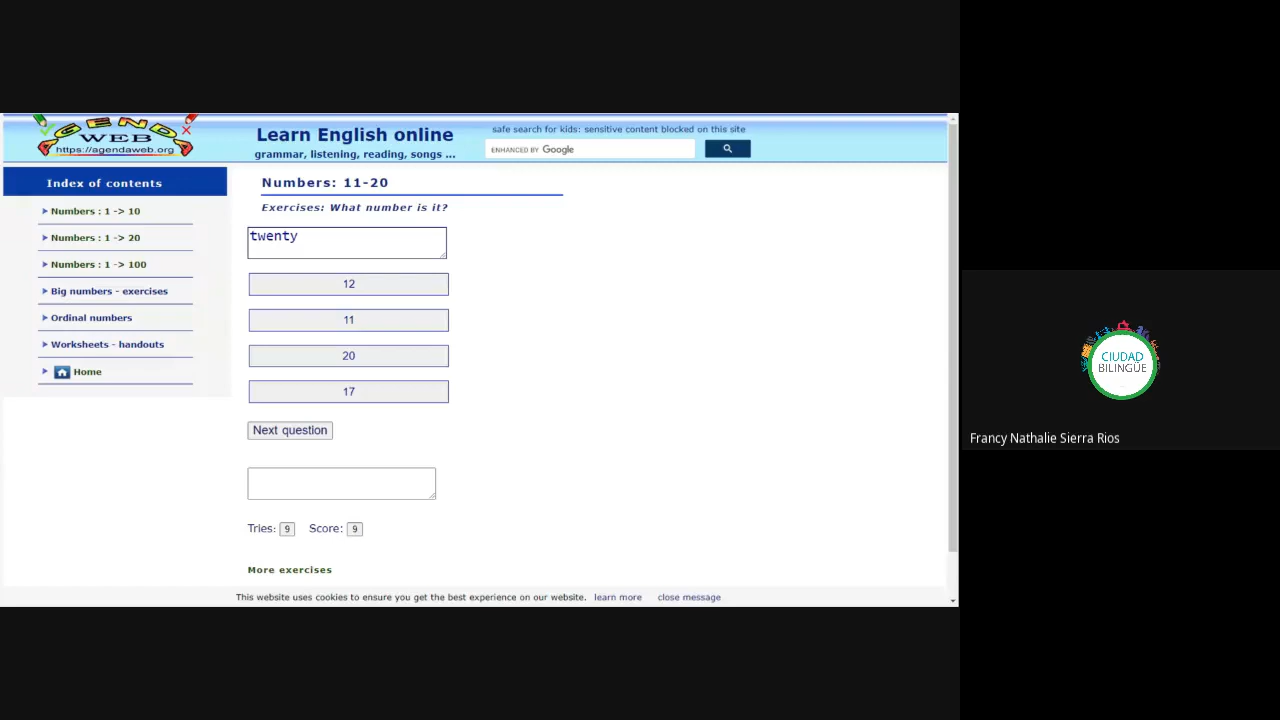 AGENDA
WEB
https://agendaweb.org
Learn English online
grammar, listening, reading, songs ...
safe search for kids: sensitive content blocked on this site
ENHANCED BY Google
Index of contents
Numbers : 1 -> 10
Numbers : 1 -> 20
Numbers : 1 -> 100
Big numbers - exercises
Ordinal numbers
Worksheets - handouts
Home
Numbers: 11-20
Exercises: What number is it?
twenty
12
11
20
17
Next question
Tries: 9 Score: 9
More exercises
This website uses cookies to ensure you get the best experience on our website. learn more close message
CIUDAD
BILINGÜE
Francy Nathalie Sierra Rios